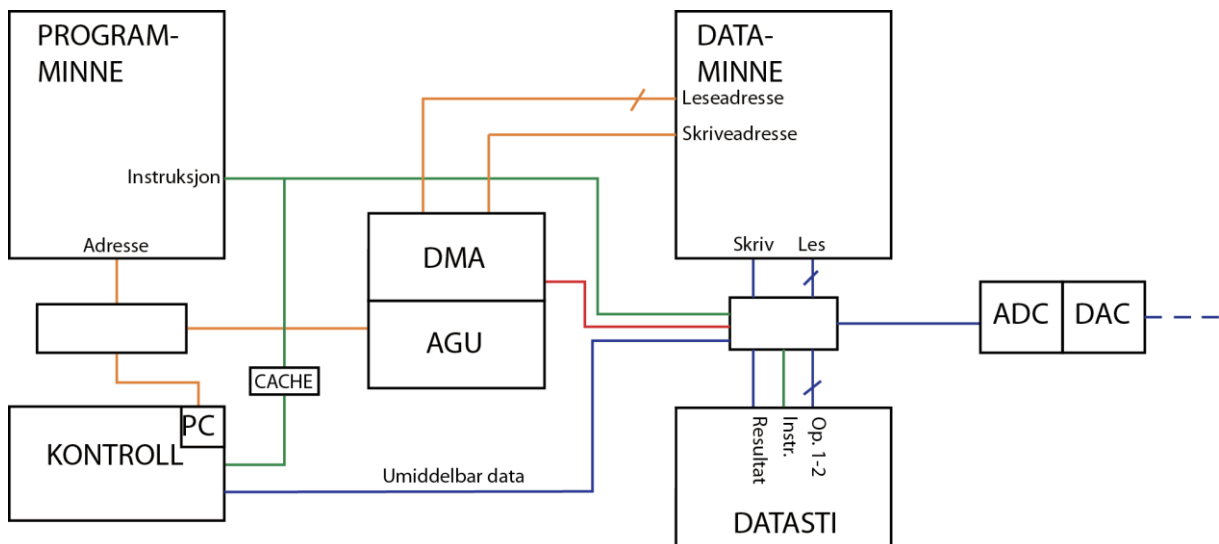 PROGRAM-
MINNE
DATA-
MINNE
Leseadresse
Skriveadresse
Instruksjon
Adresse
DMA
AGU
Skriv
Les
ADC
DAC
CACHE
PC
KONTROLL
Umiddelbar data
Resultat
Instr.
Op. 1-2
DATASTI